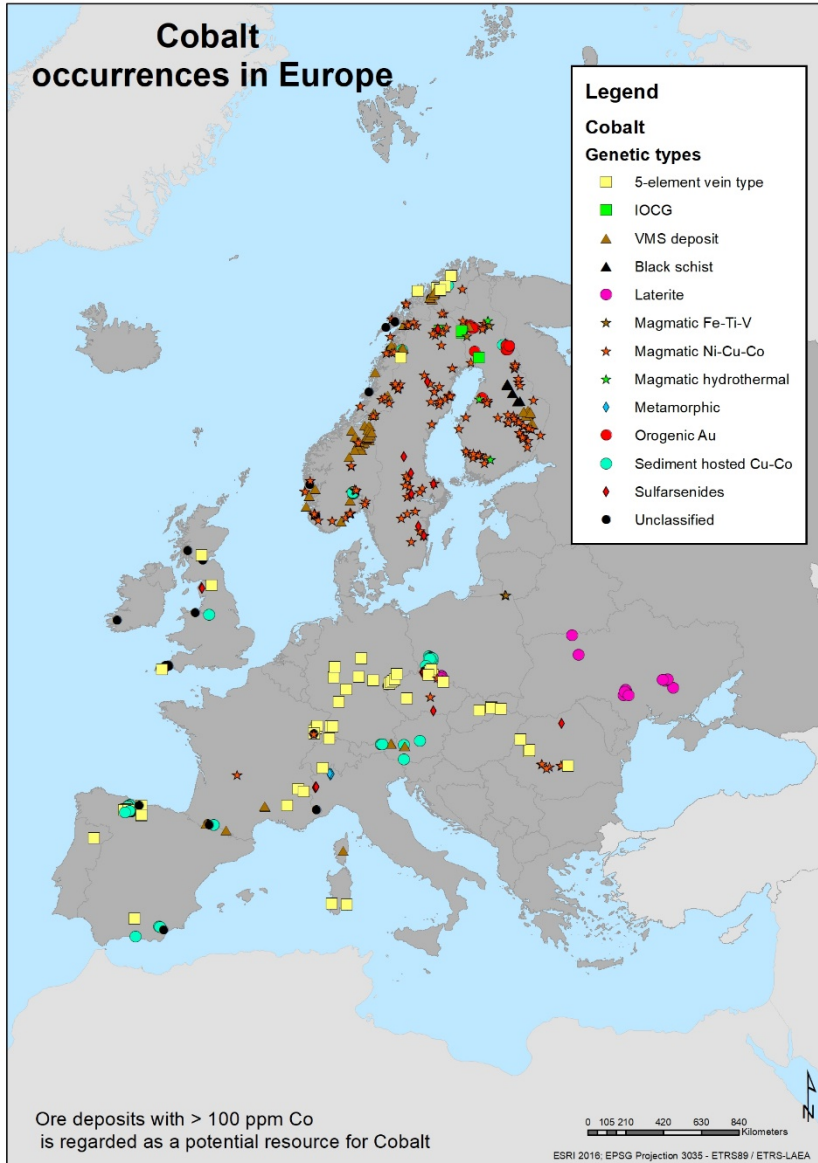 Cobalt
occurrences in Europe
Legend
Cobalt
Genetic types
5-element vein type
IOCG
VMS deposit
Black schist
Laterite
Magmatic Fe-Ti-V
Magmatic Ni-Cu-Co
Magmatic hydrothermal
Metamorphic
Orogenic Au
Sediment hosted Cu-Co
Sulfarsenides
Unclassified
Ore deposits with > 100 ppm Co
is regarded as a potential resource for Cobalt
N
0 105 210 420 630 840
Kilometers
ESRI 2016; EPSG Projection 3035 - ETRS89 / ETRS-LAEA